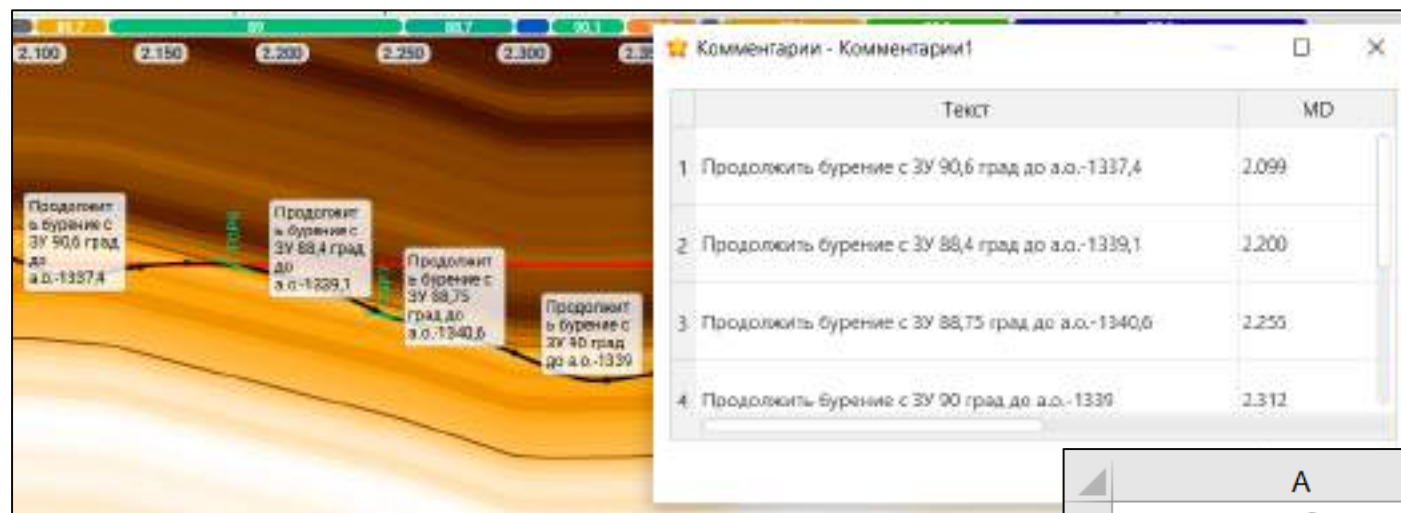 89
2.100 2.150 2.200 2.250 2.300
Комментарии - Комментарии1
Текст MD
1 Продолжить бурение с ЗУ 90,6 град до а.о.-1337,4 2.099
2 Продолжить бурение с ЗУ 88,4 град до а.о.-1339,1 2.200
3 Продолжить бурение с ЗУ 88,75 град до а.о.-1340,6 2.255
4 Продолжить бурение с ЗУ 90 град до а.о.-1339 2.312
Продолжит
ь бурение с
ЗУ 90,6 град
до
а.о.-1337,4
Продолжит
ь бурение с
ЗУ 88,4 град
до
а.о.-1339,1
Продолжит
ь бурение с
ЗУ 88,75
град до
а.о.-1340,6
Продолжит
ь бурение с
ЗУ 90 град
до а.о.-1339
A